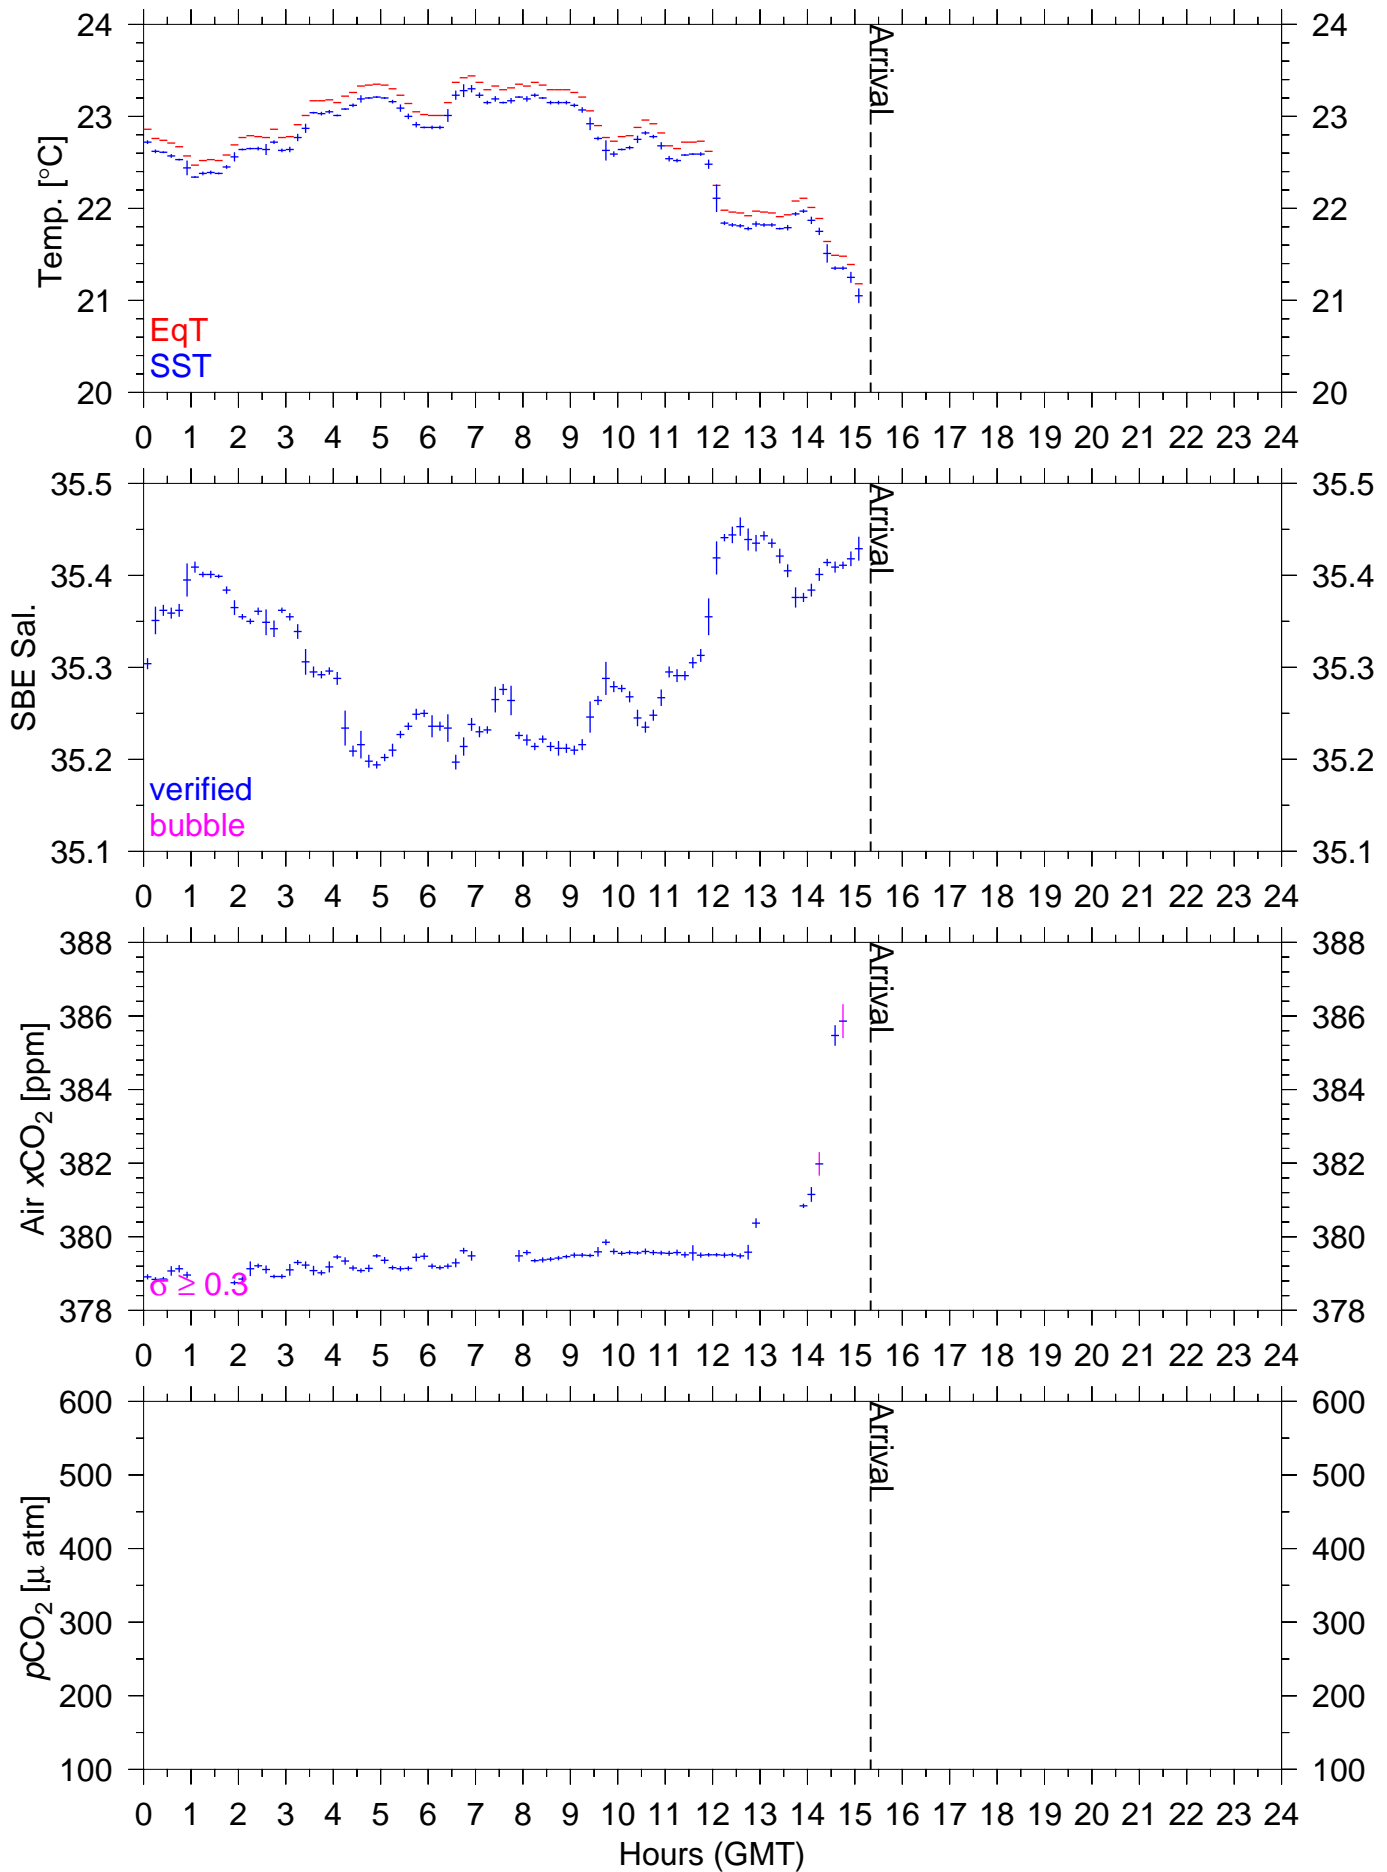 24 24
23 23
22 22
21 21
20 20
Temp. [°C]
Arrival
EqT
SST
0 1 2 3 4 5 6 7 8 9 10 11 12 13 14 15 16 17 18 19 20 21 22 23 24
35.5 35.5
35.4 35.4
35.3 35.3
35.2 35.2
35.1 35.1
SBE Sal.
Arrival
verified
bubble
0 1 2 3 4 5 6 7 8 9 10 11 12 13 14 15 16 17 18 19 20 21 22 23 24
388 388
386 386
384 384
382 382
380 380
378 378
Air xCO₂ [ppm]
Arrival
σ ≥ 0.3
0 1 2 3 4 5 6 7 8 9 10 11 12 13 14 15 16 17 18 19 20 21 22 23 24
600 600
500 500
400 400
300 300
200 200
100 100
pCO₂ [µ atm]
Arrival
0 1 2 3 4 5 6 7 8 9 10 11 12 13 14 15 16 17 18 19 20 21 22 23 24
Hours (GMT)